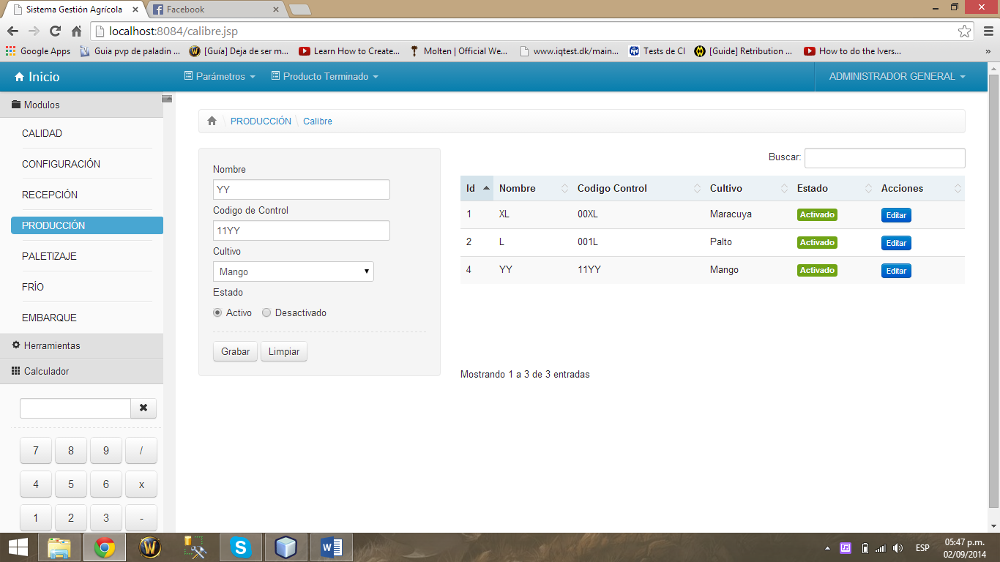 Sistema Gestión Agrícola
Facebook
localhost:8084/calibre.jsp
Google Apps
Guia pvp de paladin ...
[Guía] Deja de ser m...
Learn How to Create...
Molten | Official We...
www.iqtest.dk/main...
Tests de CI
[Guide] Retribution ...
How to do the Ivers...
»
Inicio
Parámetros
Producto Terminado
ADMINISTRADOR GENERAL
Modulos
CALIDAD
CONFIGURACIÓN
RECEPCIÓN
PRODUCCIÓN
PALETIZAJE
FRÍO
EMBARQUE
Herramientas
Calculador
7 8 9 /
4 5 6 x
1 2 3 -
PRODUCCIÓN \ Calibre
Nombre
YY
Codigo de Control
11YY
Cultivo
Mango
Estado
Activo Desactivado
Grabar Limpiar
Buscar:
Id Nombre Codigo Control Cultivo Estado Acciones
1 XL 00XL Maracuya Activado Editar
2 L 001L Palto Activado Editar
4 YY 11YY Mango Activado Editar
Mostrando 1 a 3 de 3 entradas
ESP
05:47 p.m.
02/09/2014